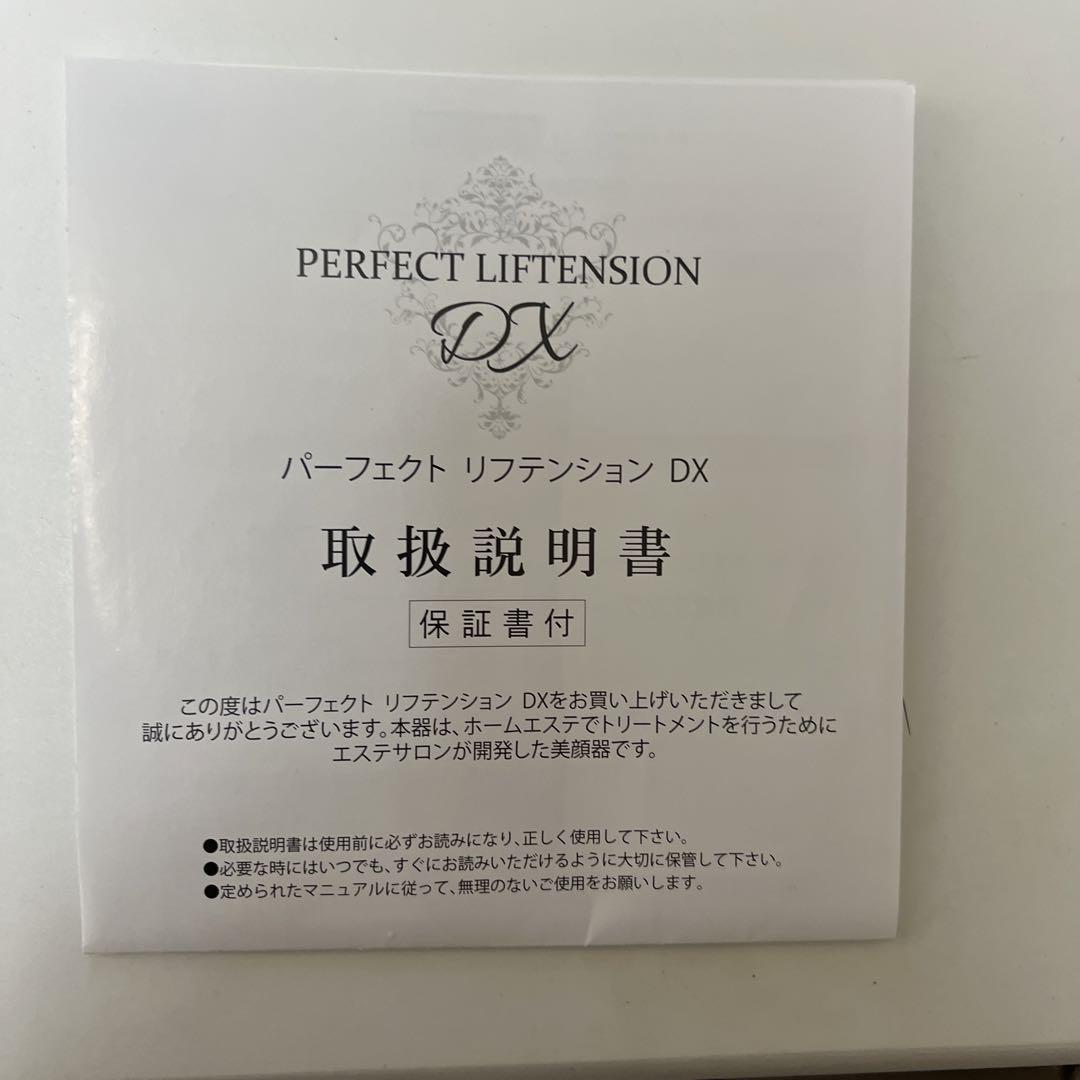 PERFECT LIFTENSION
DX
パーフェクト リフテンション DX
取扱説明書
保証書付
この度はパーフェクト リフテンション DXをお買い上げいただきまして
誠にありがとうございます。本器は、ホームエステでトリートメントを行うために
エステサロンが開発した美顔器です。
●取扱説明書は使用前に必ずお読みになり、正しく使用して下さい。
●必要な時にはいつでも、すぐにお読みいただけるように大切に保管して下さい。
●定められたマニュアルに従って、無理のないご使用をお願いします。